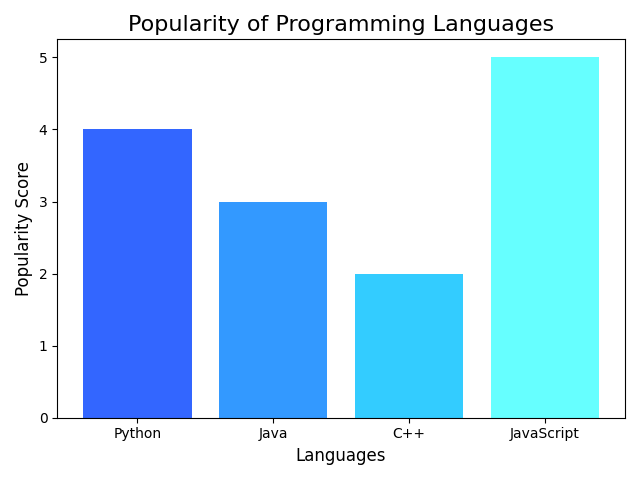 Popularity of Programming Languages
Popularity Score
5
4
3
2
1
0
Python Java C++ JavaScript
Languages